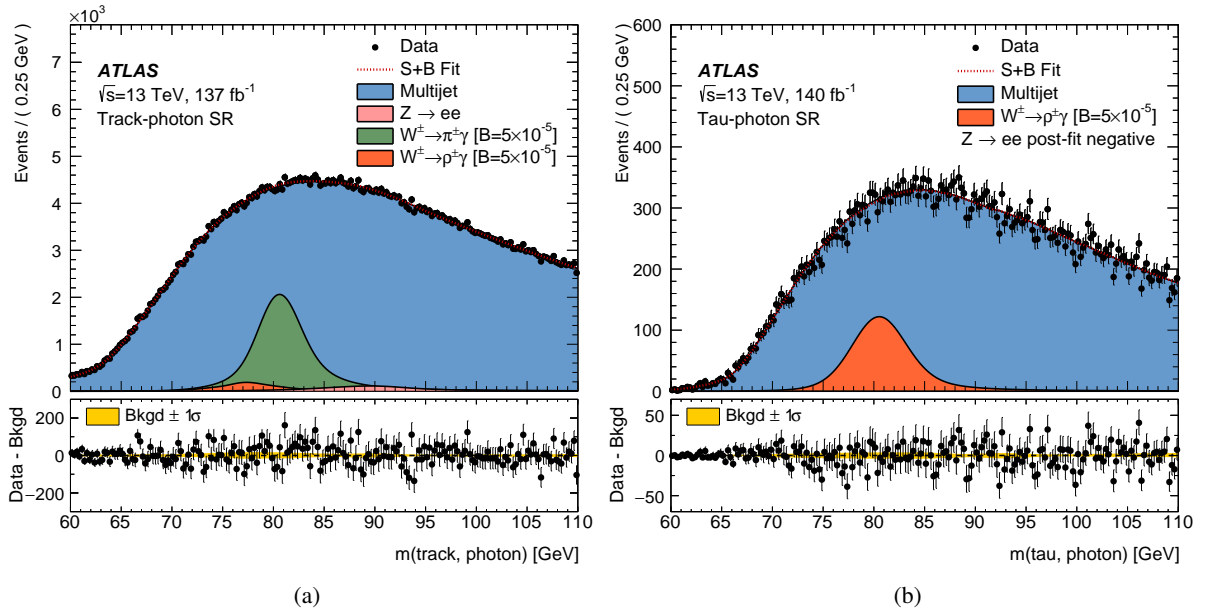 ×10³
Events / ( 0.25 GeV)
7
6
5
4
3
2
1
0
ATLAS
√s=13 TeV, 137 fb⁻¹
Track-photon SR
Data
S+B Fit
Multijet
Z → ee
W± → π±γ [B=5×10⁻⁵]
W± → ρ±γ [B=5×10⁻⁵]
Data - Bkgd
200
0
−200
Bkgd ± 1σ
60 65 70 75 80 85 90 95 100 105 110
m(track, photon) [GeV]
(a)
Events / ( 0.25 GeV)
600
500
400
300
200
100
0
ATLAS
√s=13 TeV, 140 fb⁻¹
Tau-photon SR
Data
S+B Fit
Multijet
W± → ρ±γ [B=5×10⁻⁵]
Z → ee post-fit negative
Data - Bkgd
50
0
−50
Bkgd ± 1σ
60 65 70 75 80 85 90 95 100 105 110
m(tau, photon) [GeV]
(b)